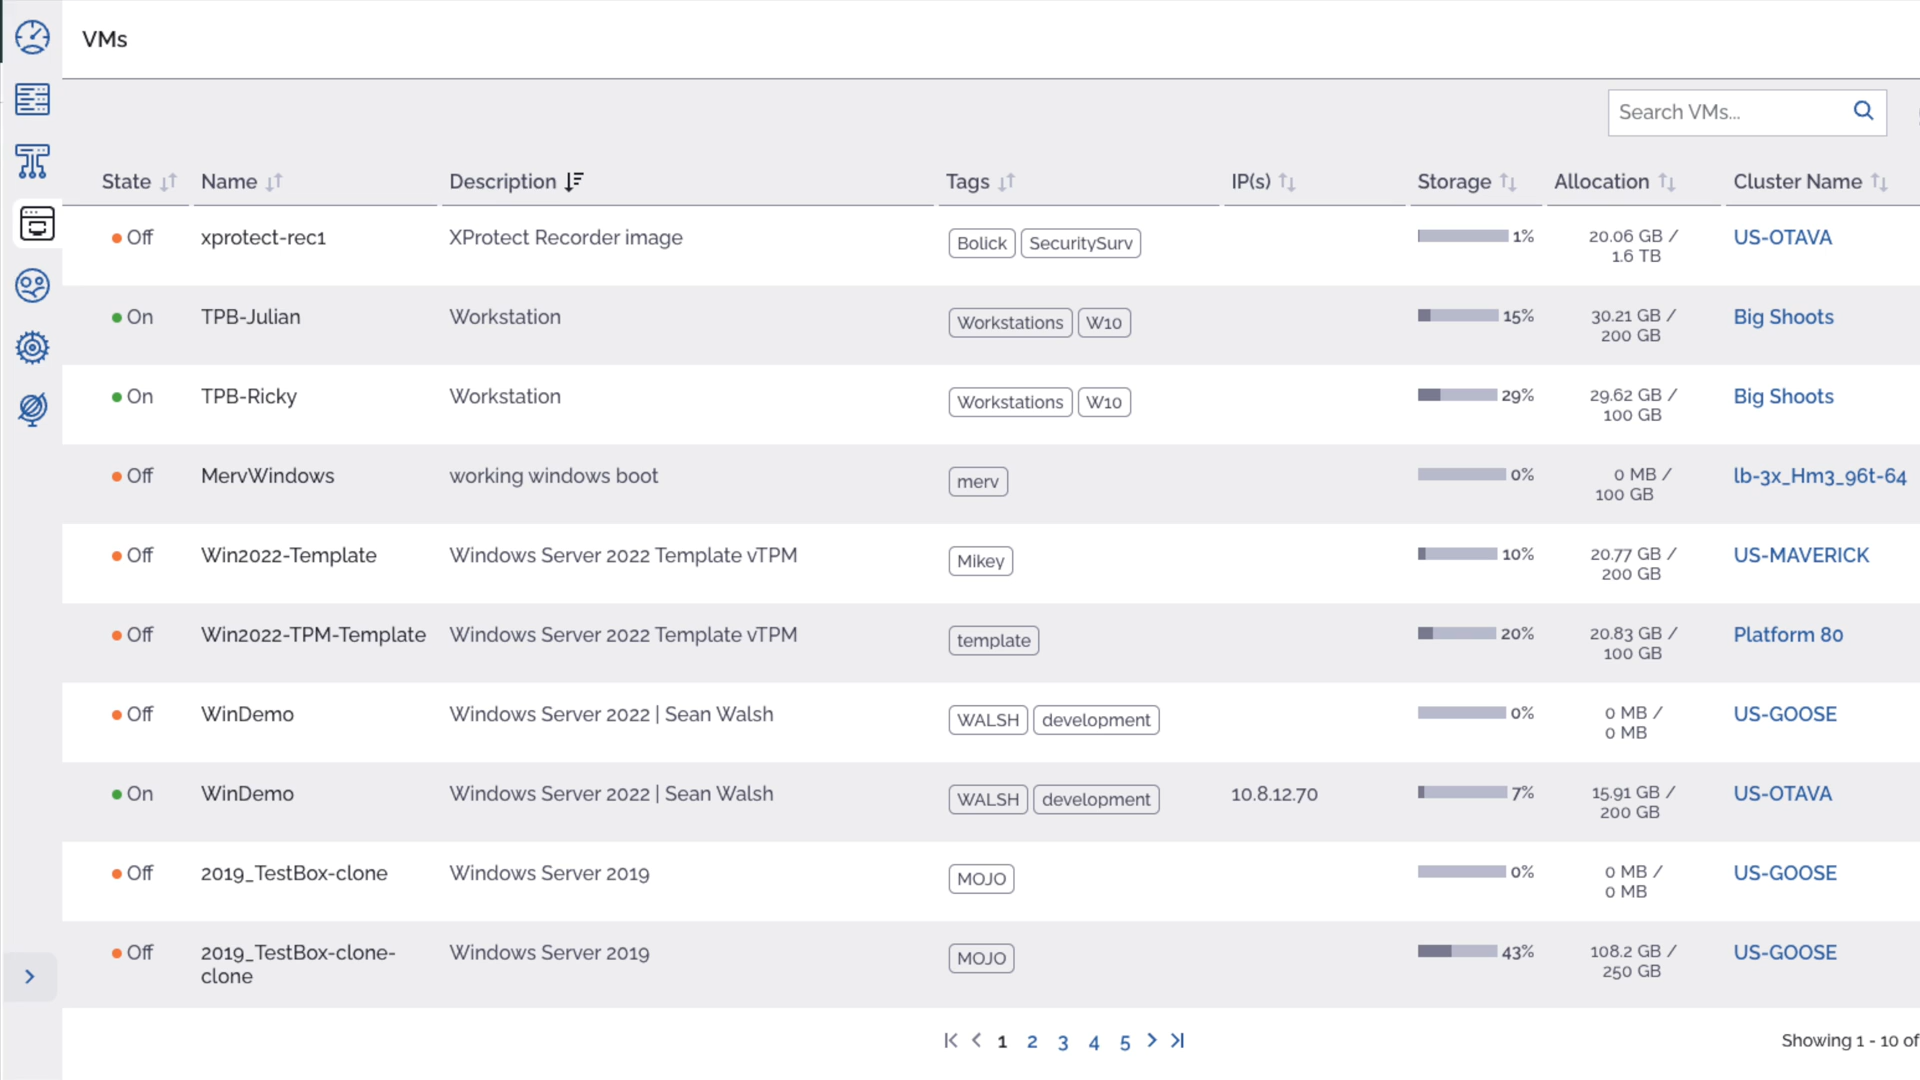 VMs
Search VMs...
State Name Description Tags IP(s) Storage Allocation Cluster Name
Off xprotect-rec1 XProtect Recorder image Bolick SecuritySurv 1% 20.06 GB / US-OTAVA
1.6 TB
On TPB-Julian Workstation Workstations W10 15% 30.21 GB / Big Shoots
200 GB
On TPB-Ricky Workstation Workstations W10 29% 29.62 GB / Big Shoots
100 GB
Off MervWindows working windows boot merv 0% 0 MB / lb-3x_Hm3_96t-64
100 GB
Off Win2022-Template Windows Server 2022 Template vTPM Mikey 10% 20.77 GB / US-MAVERICK
200 GB
Off Win2022-TPM-Template Windows Server 2022 Template vTPM template 20% 20.83 GB / Platform 80
100 GB
Off WinDemo Windows Server 2022 | Sean Walsh WALSH development 0% 0 MB / US-GOOSE
0 MB
On WinDemo Windows Server 2022 | Sean Walsh WALSH development 10.8.12.70 7% 15.91 GB / US-OTAVA
200 GB
Off 2019_TestBox-clone Windows Server 2019 MOJO 0% 0 MB / US-GOOSE
0 MB
Off 2019_TestBox-clone- Windows Server 2019 MOJO 43% 108.2 GB / US-GOOSE
clone 250 GB
1 2 3 4 5
Showing 1 - 10 of